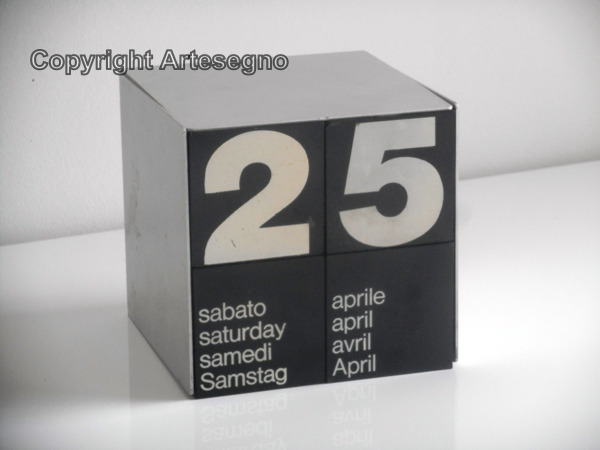 Copyright Artesegno
25
sabato
saturday
samedi
Samstag
aprile
april
avril
April